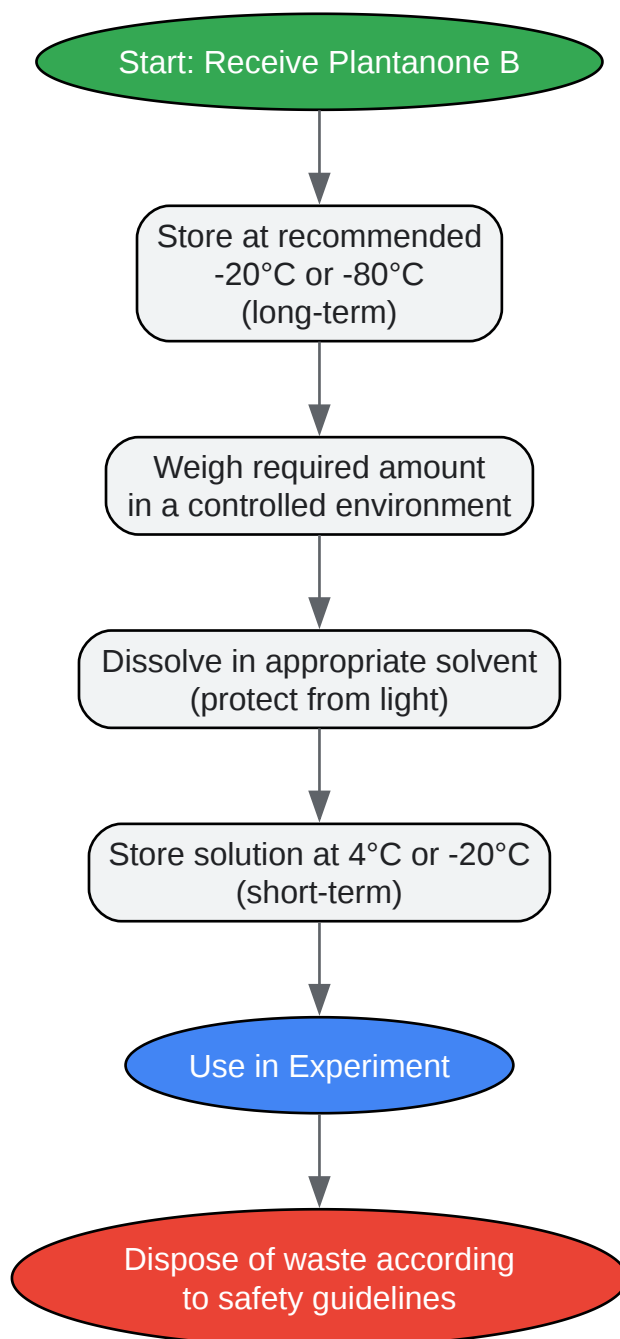 Start: Receive Plantanone B
Store at recommended
-20°C or -80°C
(long-term)
Weigh required amount
in a controlled environment
Dissolve in appropriate solvent
(protect from light)
Store solution at 4°C or -20°C
(short-term)
Use in Experiment
Dispose of waste according
to safety guidelines